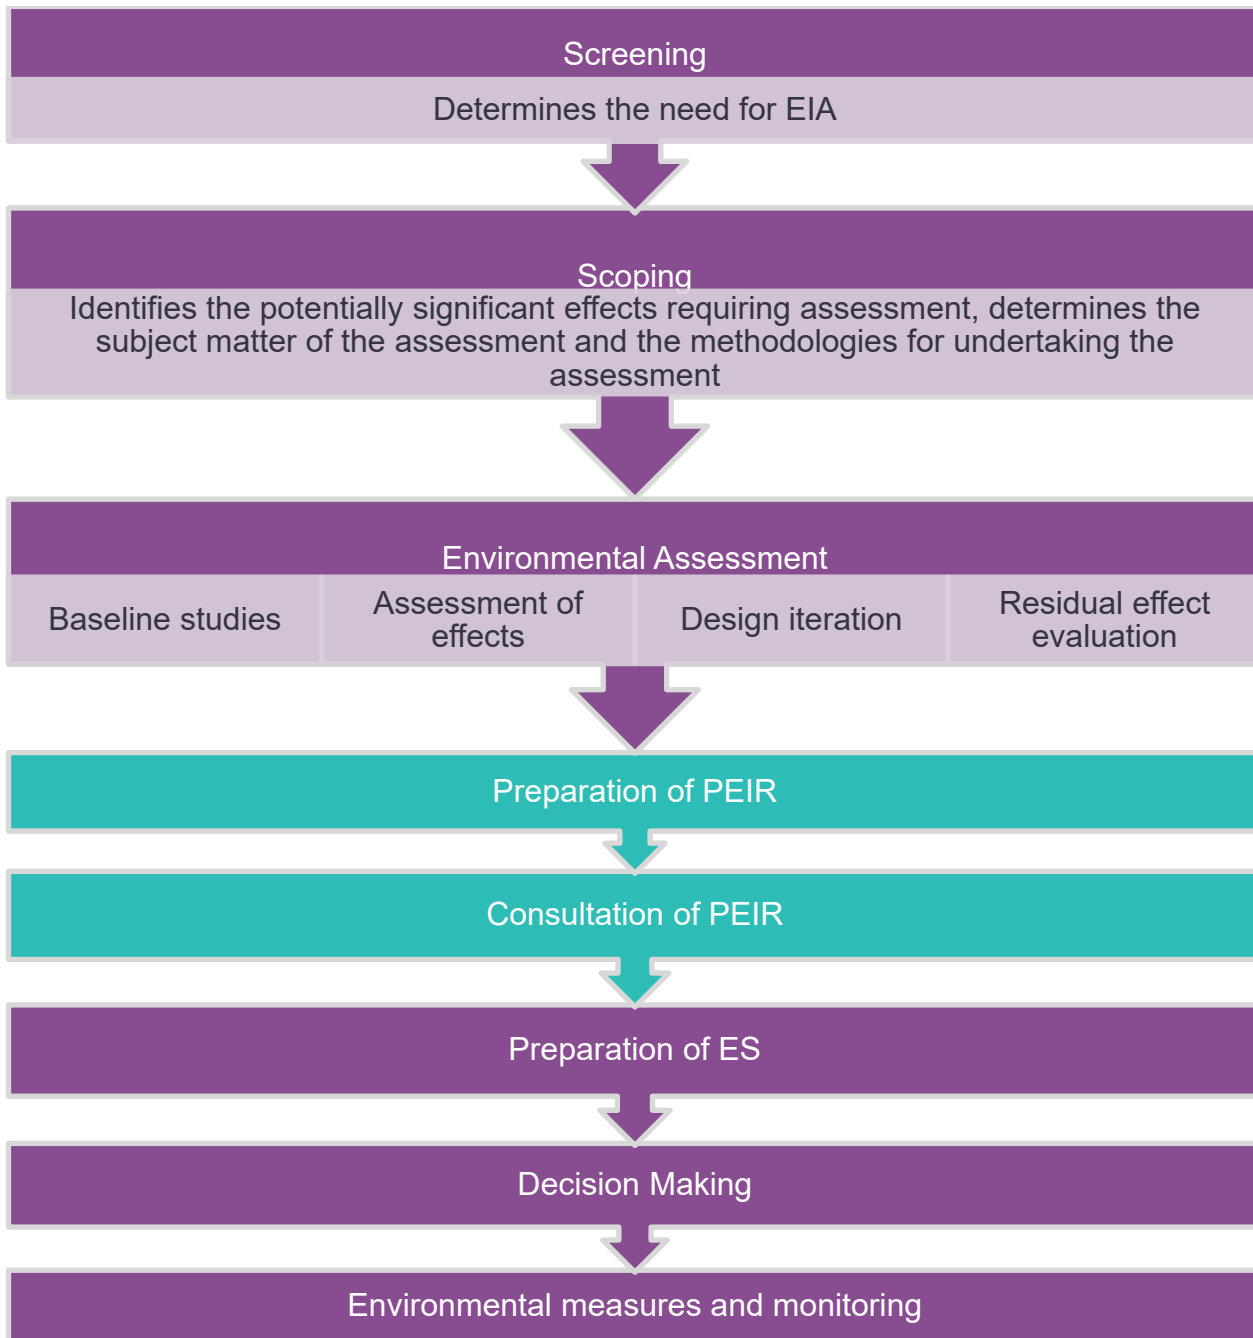 Screening
Determines the need for EIA
Scoping
Identifies the potentially significant effects requiring assessment, determines the
subject matter of the assessment and the methodologies for undertaking the
assessment
Environmental Assessment
Baseline studies
Assessment of
effects
Design iteration
Residual effect
evaluation
Preparation of PEIR
Consultation of PEIR
Preparation of ES
Decision Making
Environmental measures and monitoring